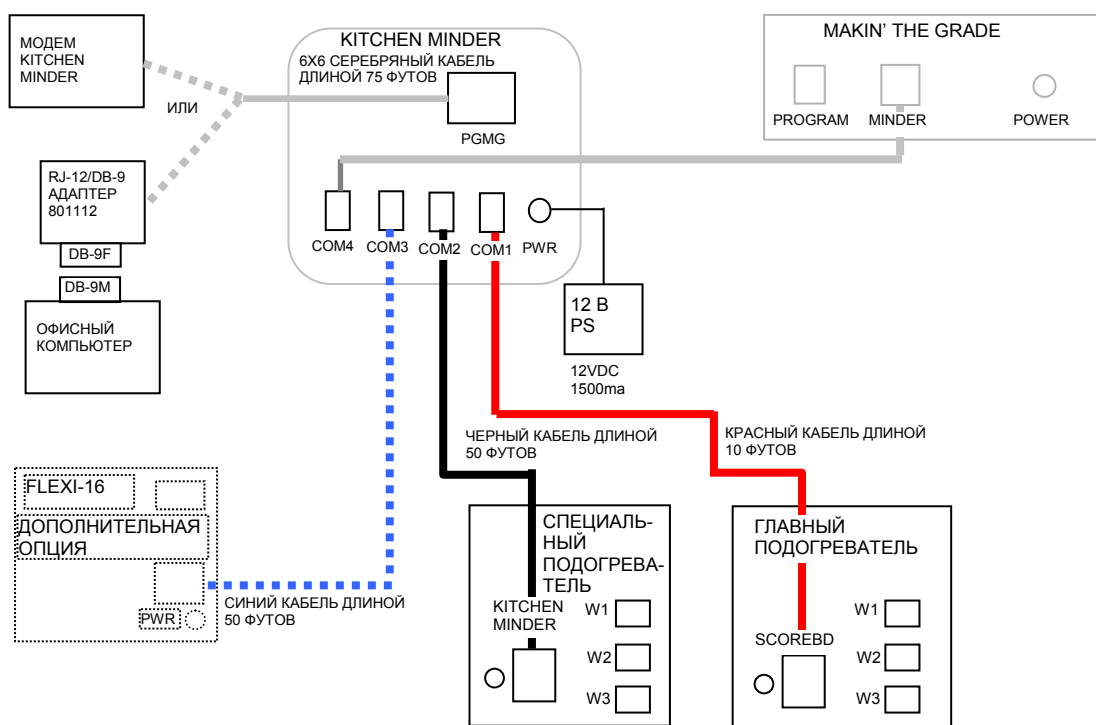 МОДЕМ
KITCHEN
MINDER
ИЛИ
RJ-12/DB-9
АДАПТЕР
801112
DB-9F
DB-9M
ОФИСНЫЙ
КОМПЬЮТЕР
KITCHEN MINDER
6X6 СЕРЕБРЯНЫЙ КАБЕЛЬ
ДЛИНОЙ 75 ФУТОВ
PGMG
COM4
COM3
COM2
COM1
PWR
12 В
PS
12VDC
1500ma
MAKIN’ THE GRADE
PROGRAM
MINDER
POWER
ЧЕРНЫЙ КАБЕЛЬ ДЛИНОЙ
50 ФУТОВ
КРАСНЫЙ КАБЕЛЬ ДЛИНОЙ
10 ФУТОВ
FLEXI-16
ДОПОЛНИТЕЛЬНАЯ
ОПЦИЯ
PWR
СИНИЙ КАБЕЛЬ ДЛИНОЙ
50 ФУТОВ
СПЕЦИАЛЬ-
НЫЙ
ПОДОГРЕВА-
ТЕЛЬ
KITCHEN
MINDER
W1
W2
W3
ГЛАВНЫЙ
ПОДОГРЕВАТЕЛЬ
SCOREBD
W1
W2
W3